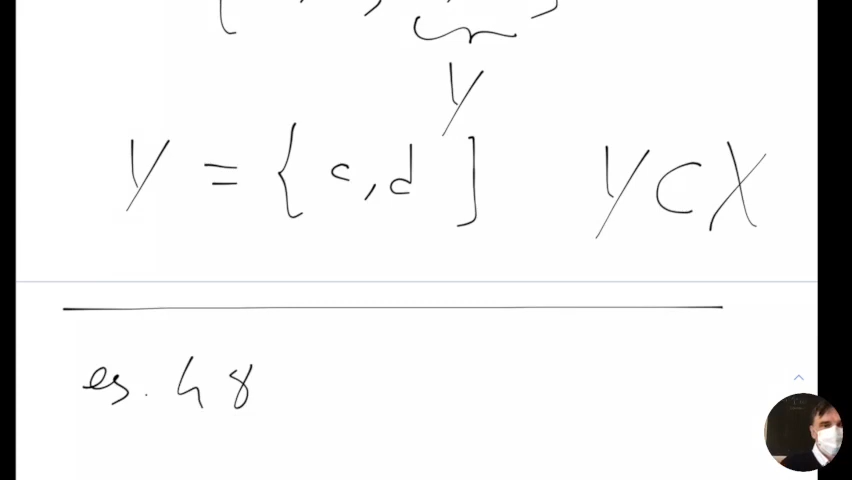 Y
Y = { c, d ] Y ⊂ X
es. 48